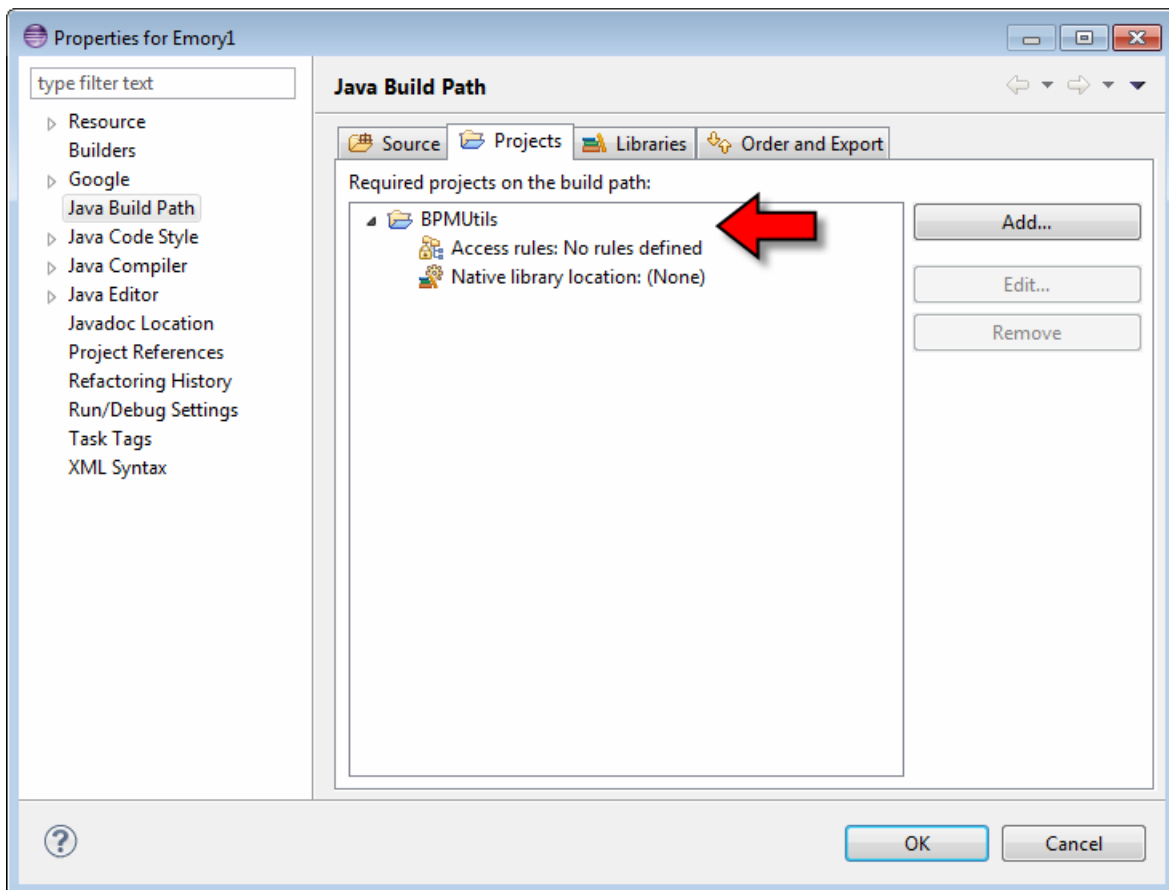 Properties for Emory1
type filter text
Resource
Builders
Google
Java Build Path
Java Code Style
Java Compiler
Java Editor
Javadoc Location
Project References
Refactoring History
Run/Debug Settings
Task Tags
XML Syntax
Java Build Path
Source Projects Libraries Order and Export
Required projects on the build path:
BPMUtils
Access rules: No rules defined
Native library location: (None)
Add...
Edit...
Remove
OK Cancel